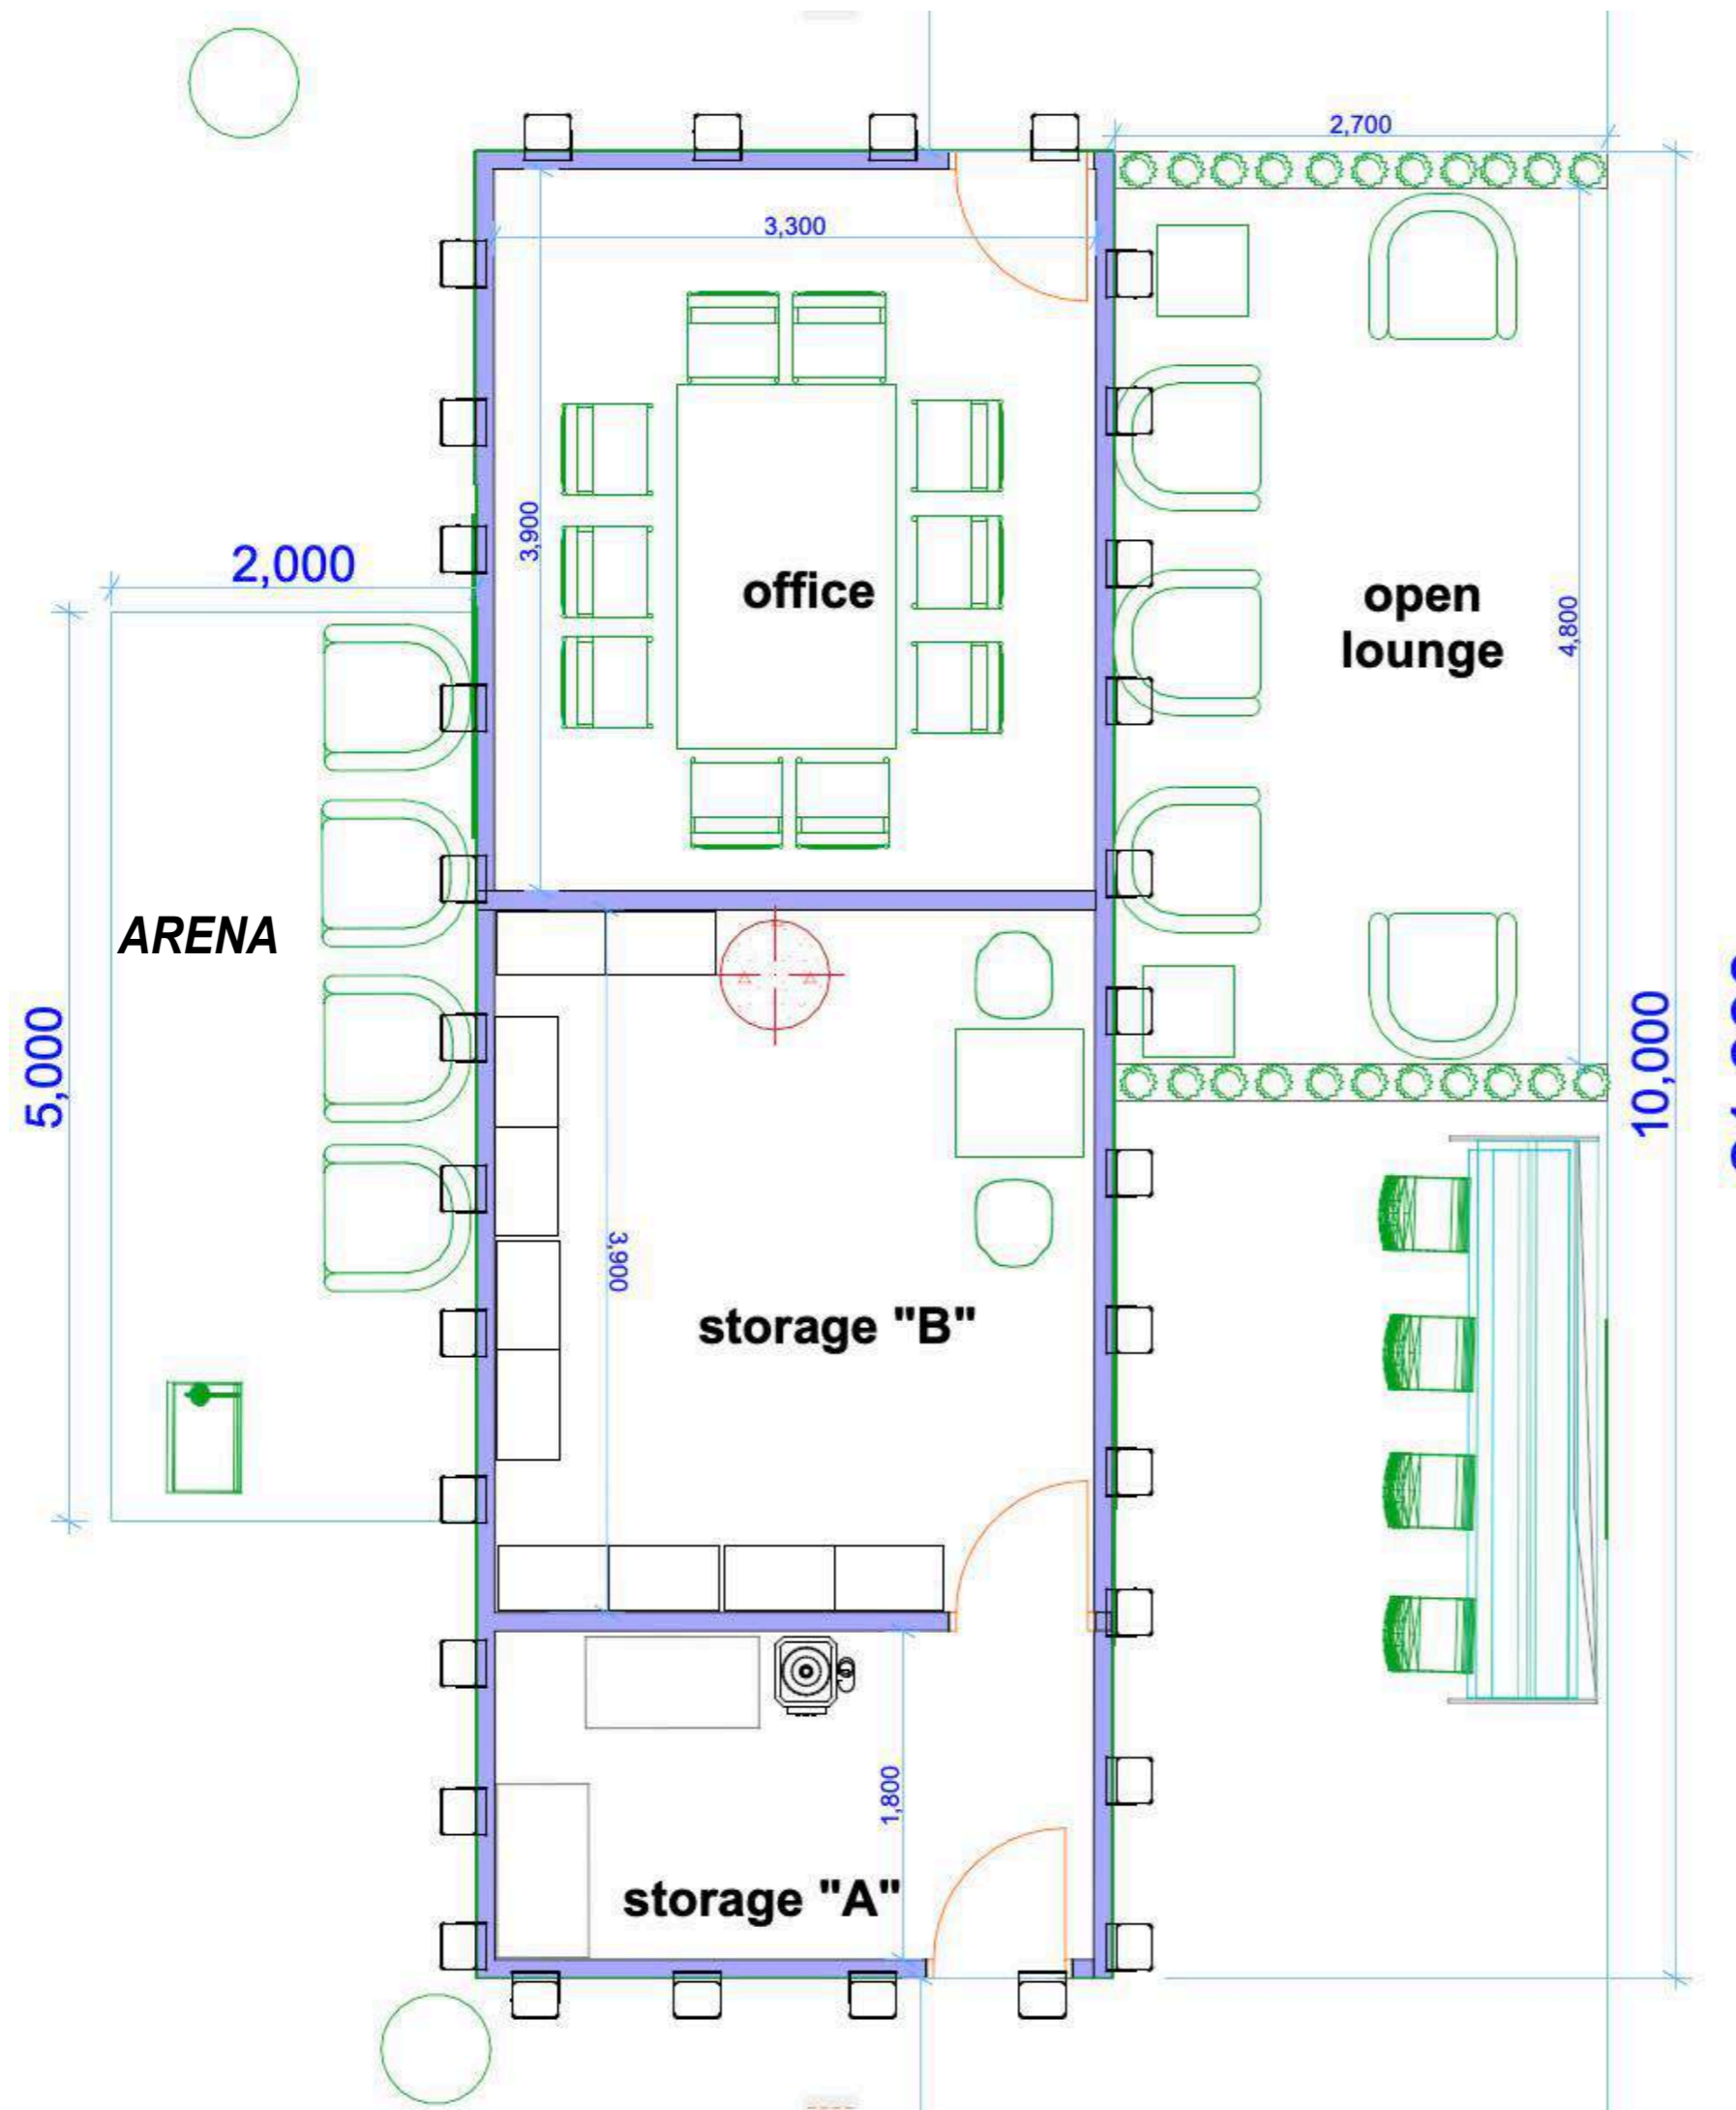 2,700
3,300
3,900
office
2,000
open
lounge
4,800
ARENA
5,000
10,000
3,900
storage "B"
1,800
storage "A"